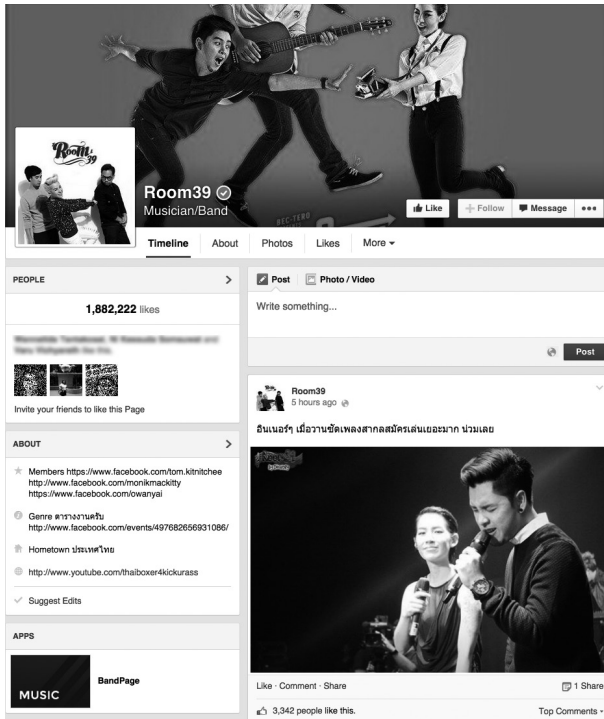 Room
39
Room39
Musician/Band
Like
Follow
Message
Timeline
About
Photos
Likes
More
PEOPLE
1,882,222 likes
Invite your friends to like this Page
ABOUT
Members https://www.facebook.com/tom.kitnitchee
http://www.facebook.com/monikmackitty
https://www.facebook.com/owanyai
Genre ตารางงานครับ
http://www.facebook.com/events/497682656931086/
Hometown ประเทศไทย
http://www.youtube.com/thaiboxer4kickurass
Suggest Edits
APPS
MUSIC
BandPage
Post
Photo / Video
Write something...
Post
Room39
5 hours ago
อินเนอร์ๆ เมื่อวานซัดเพลงสากลสมัครเล่นเยอะมาก น่วมเลย
Like · Comment · Share
1 Share
3,342 people like this.
Top Comments